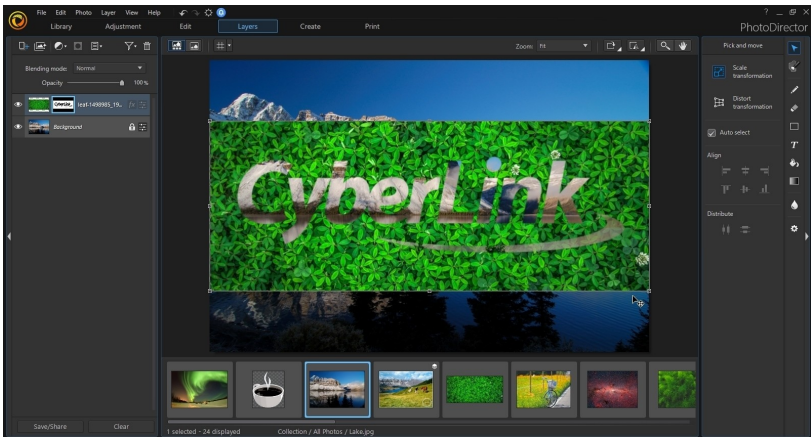 File Edit Photo Layer View Help
Library Adjustment Edit Layers Create Print
PhotoDirector
Zoom: Fit
Pick and move
Blending mode: Normal
Opacity 100 %
leaf-1498985_19...
Background
CyberLink
CyberLink
Scale
transformation
Distort
transformation
Auto select
Align
Distribute
Save/Share Clear
1 selected - 24 displayed Collection / All Photos / Lake.jpg